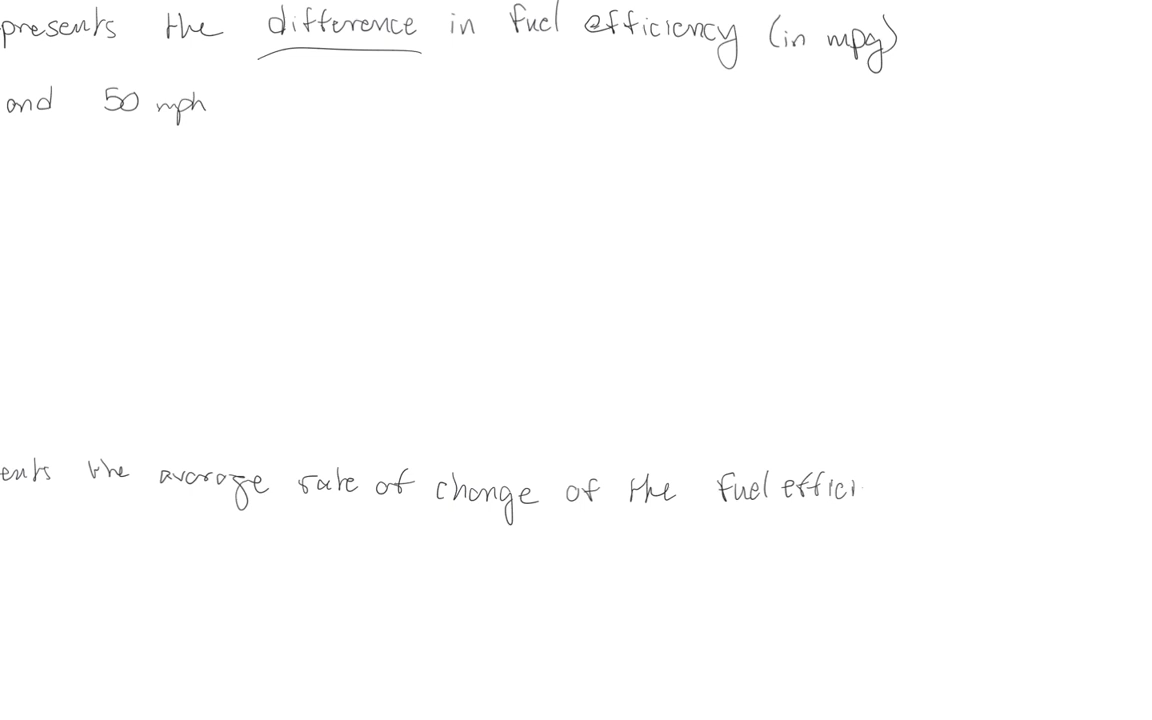 presents the difference in fuel efficiency (in mpg)
and 50 mph
ents the average rate of change of the fuel effici